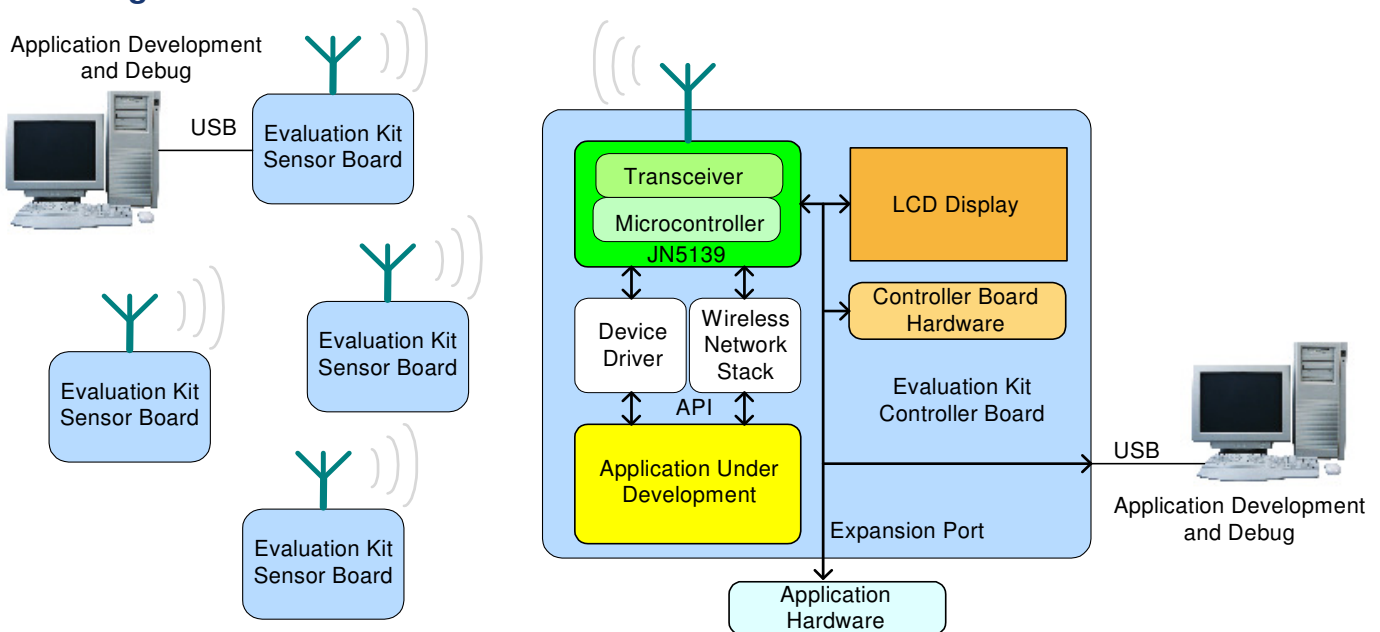 Application Development
and Debug
USB
Evaluation Kit
Sensor Board
Evaluation Kit
Sensor Board
Evaluation Kit
Sensor Board
Evaluation Kit
Sensor Board
Transceiver
Microcontroller
JN5139
LCD Display
Controller Board
Hardware
Device
Driver
Wireless
Network
Stack
API
Evaluation Kit
Controller Board
Application Under
Development
USB
Expansion Port
Application Development
and Debug
Application
Hardware